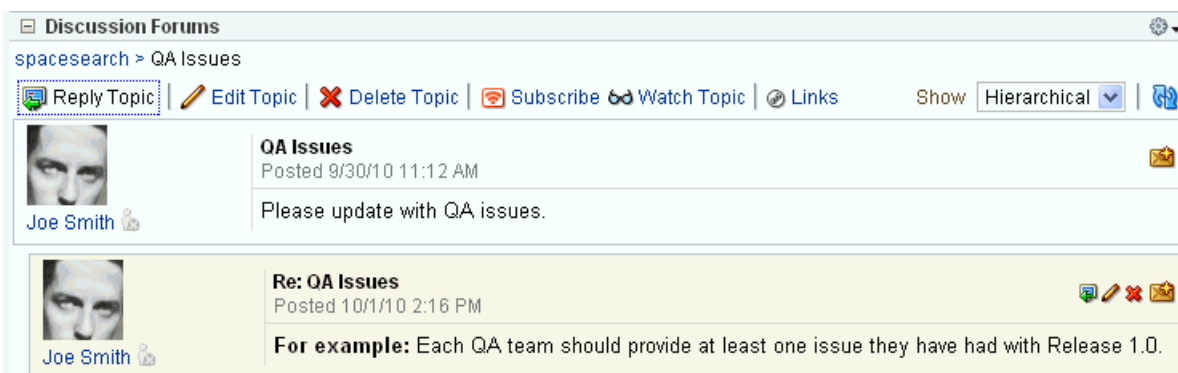 Discussion Forums
spacesearch > QA Issues
Reply Topic | Edit Topic | Delete Topic | Subscribe Watch Topic | Links Show Hierarchical |
QA Issues
Posted 9/30/10 11:12 AM
Please update with QA issues.
Joe Smith
Re: QA Issues
Posted 10/1/10 2:16 PM
For example: Each QA team should provide at least one issue they have had with Release 1.0.
Joe Smith